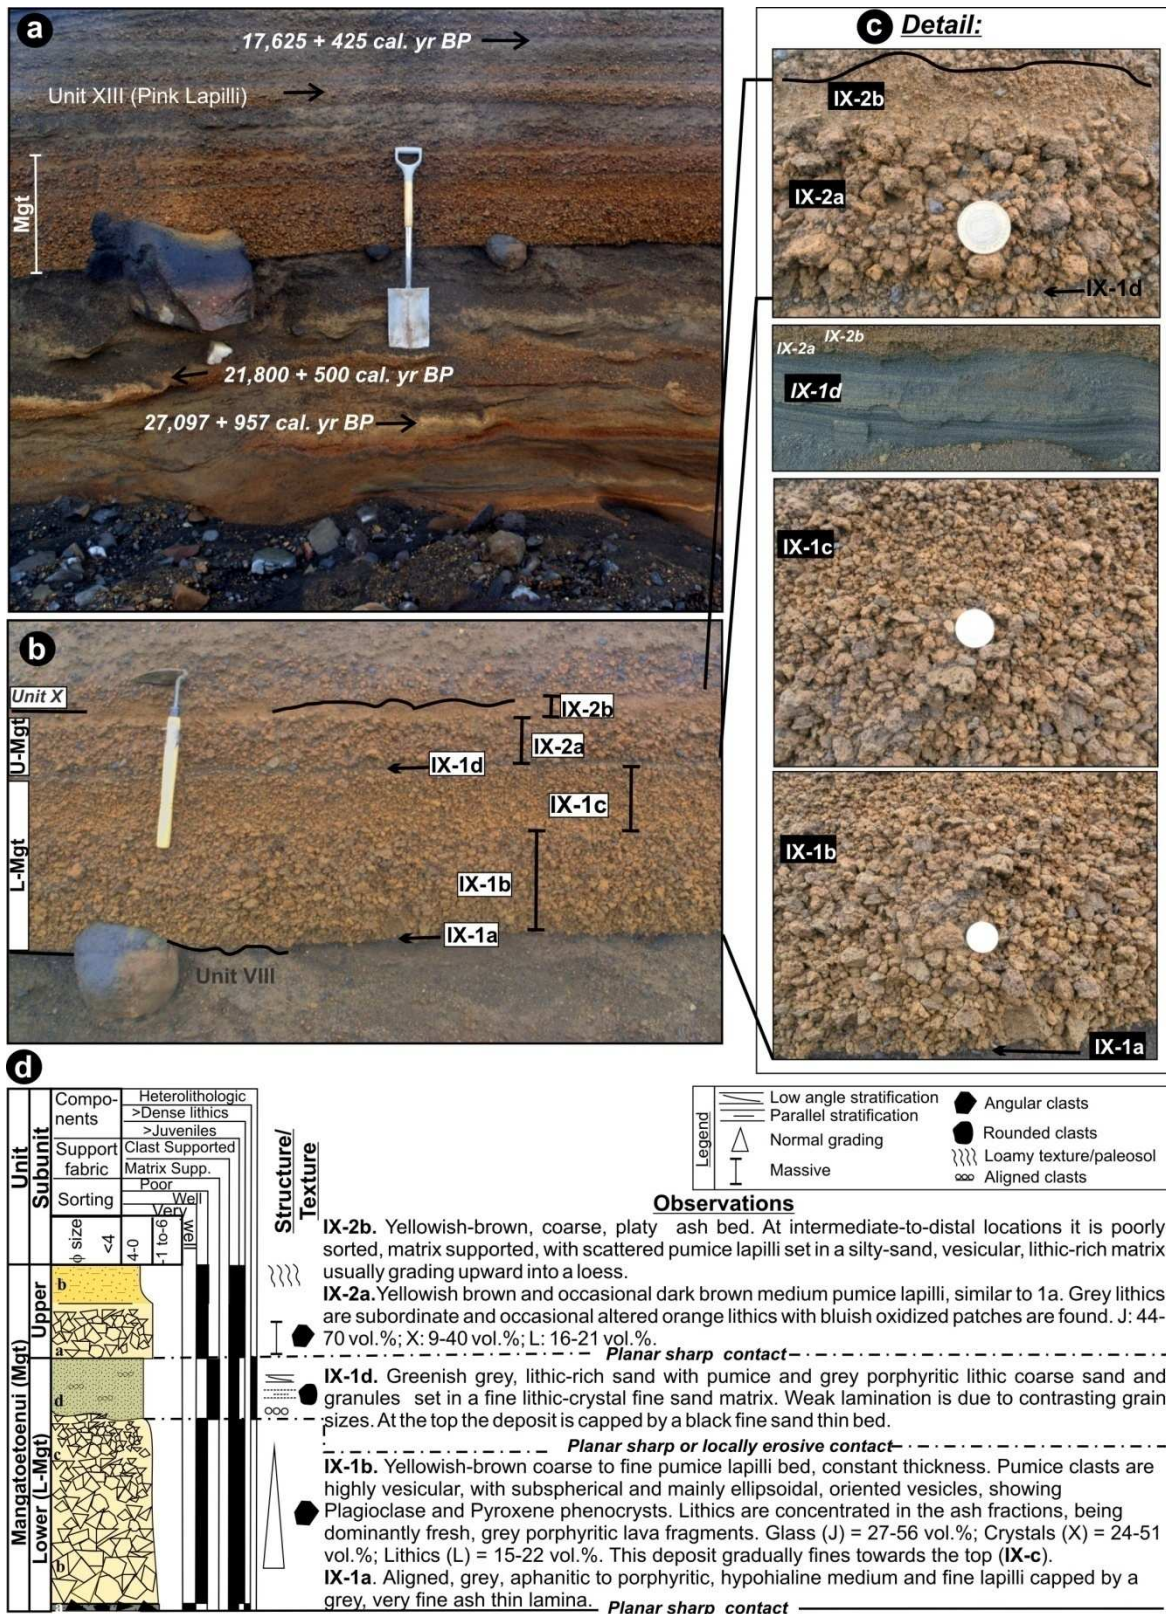 a
17,625 + 425 cal. yr BP
Unit XIII (Pink Lapilli)
Mgt
21,800 + 500 cal. yr BP
27,097 + 957 cal. yr BP
b
Unit X
U-Mgt
L-Mgt
IX-2b
IX-2a
IX-1d
IX-1c
IX-1b
IX-1a
Unit VIII
c Detail:
IX-2b
IX-2a
IX-1d
IX-2a
IX-2b
IX-1d
IX-1c
IX-1b
IX-1a
d
Unit
Subunit
Compo-
nents
Support
fabric
Sorting
ϕ size
<4
4-0
-1 to-6
Heterolithologic
>Dense lithics
>Juveniles
Clast Supported
Matrix Supp.
Poor
Well
Very
well
Structure/
Texture
Legend
Low angle stratification
Parallel stratification
Normal grading
Massive
Angular clasts
Rounded clasts
Loamy texture/paleosol
Aligned clasts
Mangatoetoenui (Mgt)
Upper
Lower (L-Mgt)
b
a
d
c
b
a
Observations
IX-2b. Yellowish-brown, coarse, platy ash bed. At intermediate-to-distal locations it is poorly
sorted, matrix supported, with scattered pumice lapilli set in a silty-sand, vesicular, lithic-rich matrix
usually grading upward into a loess.
IX-2a.Yellowish brown and occasional dark brown medium pumice lapilli, similar to 1a. Grey lithics
are subordinate and occasional altered orange lithics with bluish oxidized patches are found. J: 44-
70 vol.%; X: 9-40 vol.%; L: 16-21 vol.%.
Planar sharp contact
IX-1d. Greenish grey, lithic-rich sand with pumice and grey porphyritic lithic coarse sand and
granules set in a fine lithic-crystal fine sand matrix. Weak lamination is due to contrasting grain
sizes. At the top the deposit is capped by a black fine sand thin bed.
Planar sharp or locally erosive contact
IX-1b. Yellowish-brown coarse to fine pumice lapilli bed, constant thickness. Pumice clasts are
highly vesicular, with subspherical and mainly ellipsoidal, oriented vesicles, showing
Plagioclase and Pyroxene phenocrysts. Lithics are concentrated in the ash fractions, being
dominantly fresh, grey porphyritic lava fragments. Glass (J) = 27-56 vol.%; Crystals (X) = 24-51
vol.%; Lithics (L) = 15-22 vol.%. This deposit gradually fines towards the top (IX-c).
IX-1a. Aligned, grey, aphanitic to porphyritic, hypohialine medium and fine lapilli capped by a
grey, very fine ash thin lamina.
Planar sharp contact